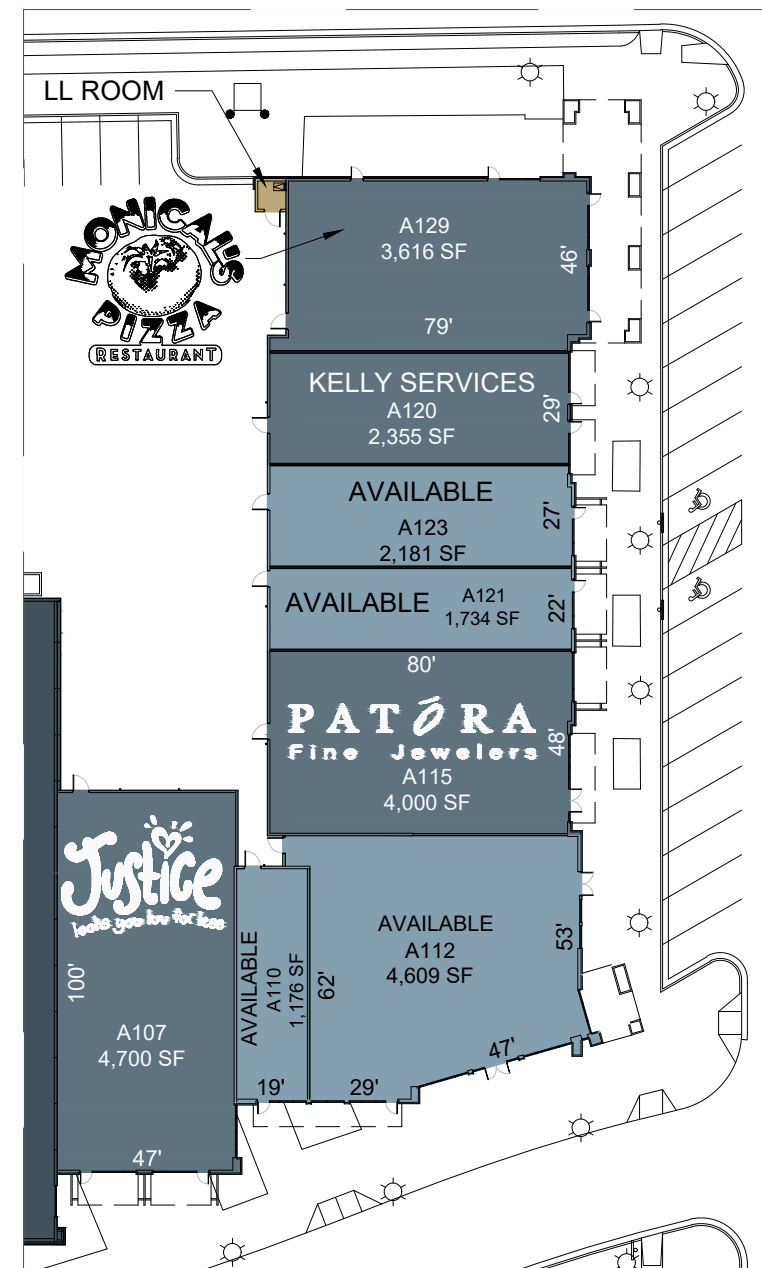 LL ROOM
MONICAL'S
PIZZA
RESTAURANT
A129
3,616 SF
46'
79'
KELLY SERVICES
A120
2,355 SF
29'
AVAILABLE
A123
2,181 SF
27'
AVAILABLE
A121
1,734 SF
22'
80'
PATÓRA
Fine Jewelers
48'
A115
4,000 SF
Justice
looks you luv for less
100'
A107
4,700 SF
47'
AVAILABLE
A110
1,176 SF
19'
AVAILABLE
A112
4,609 SF
53'
62'
29'
47'